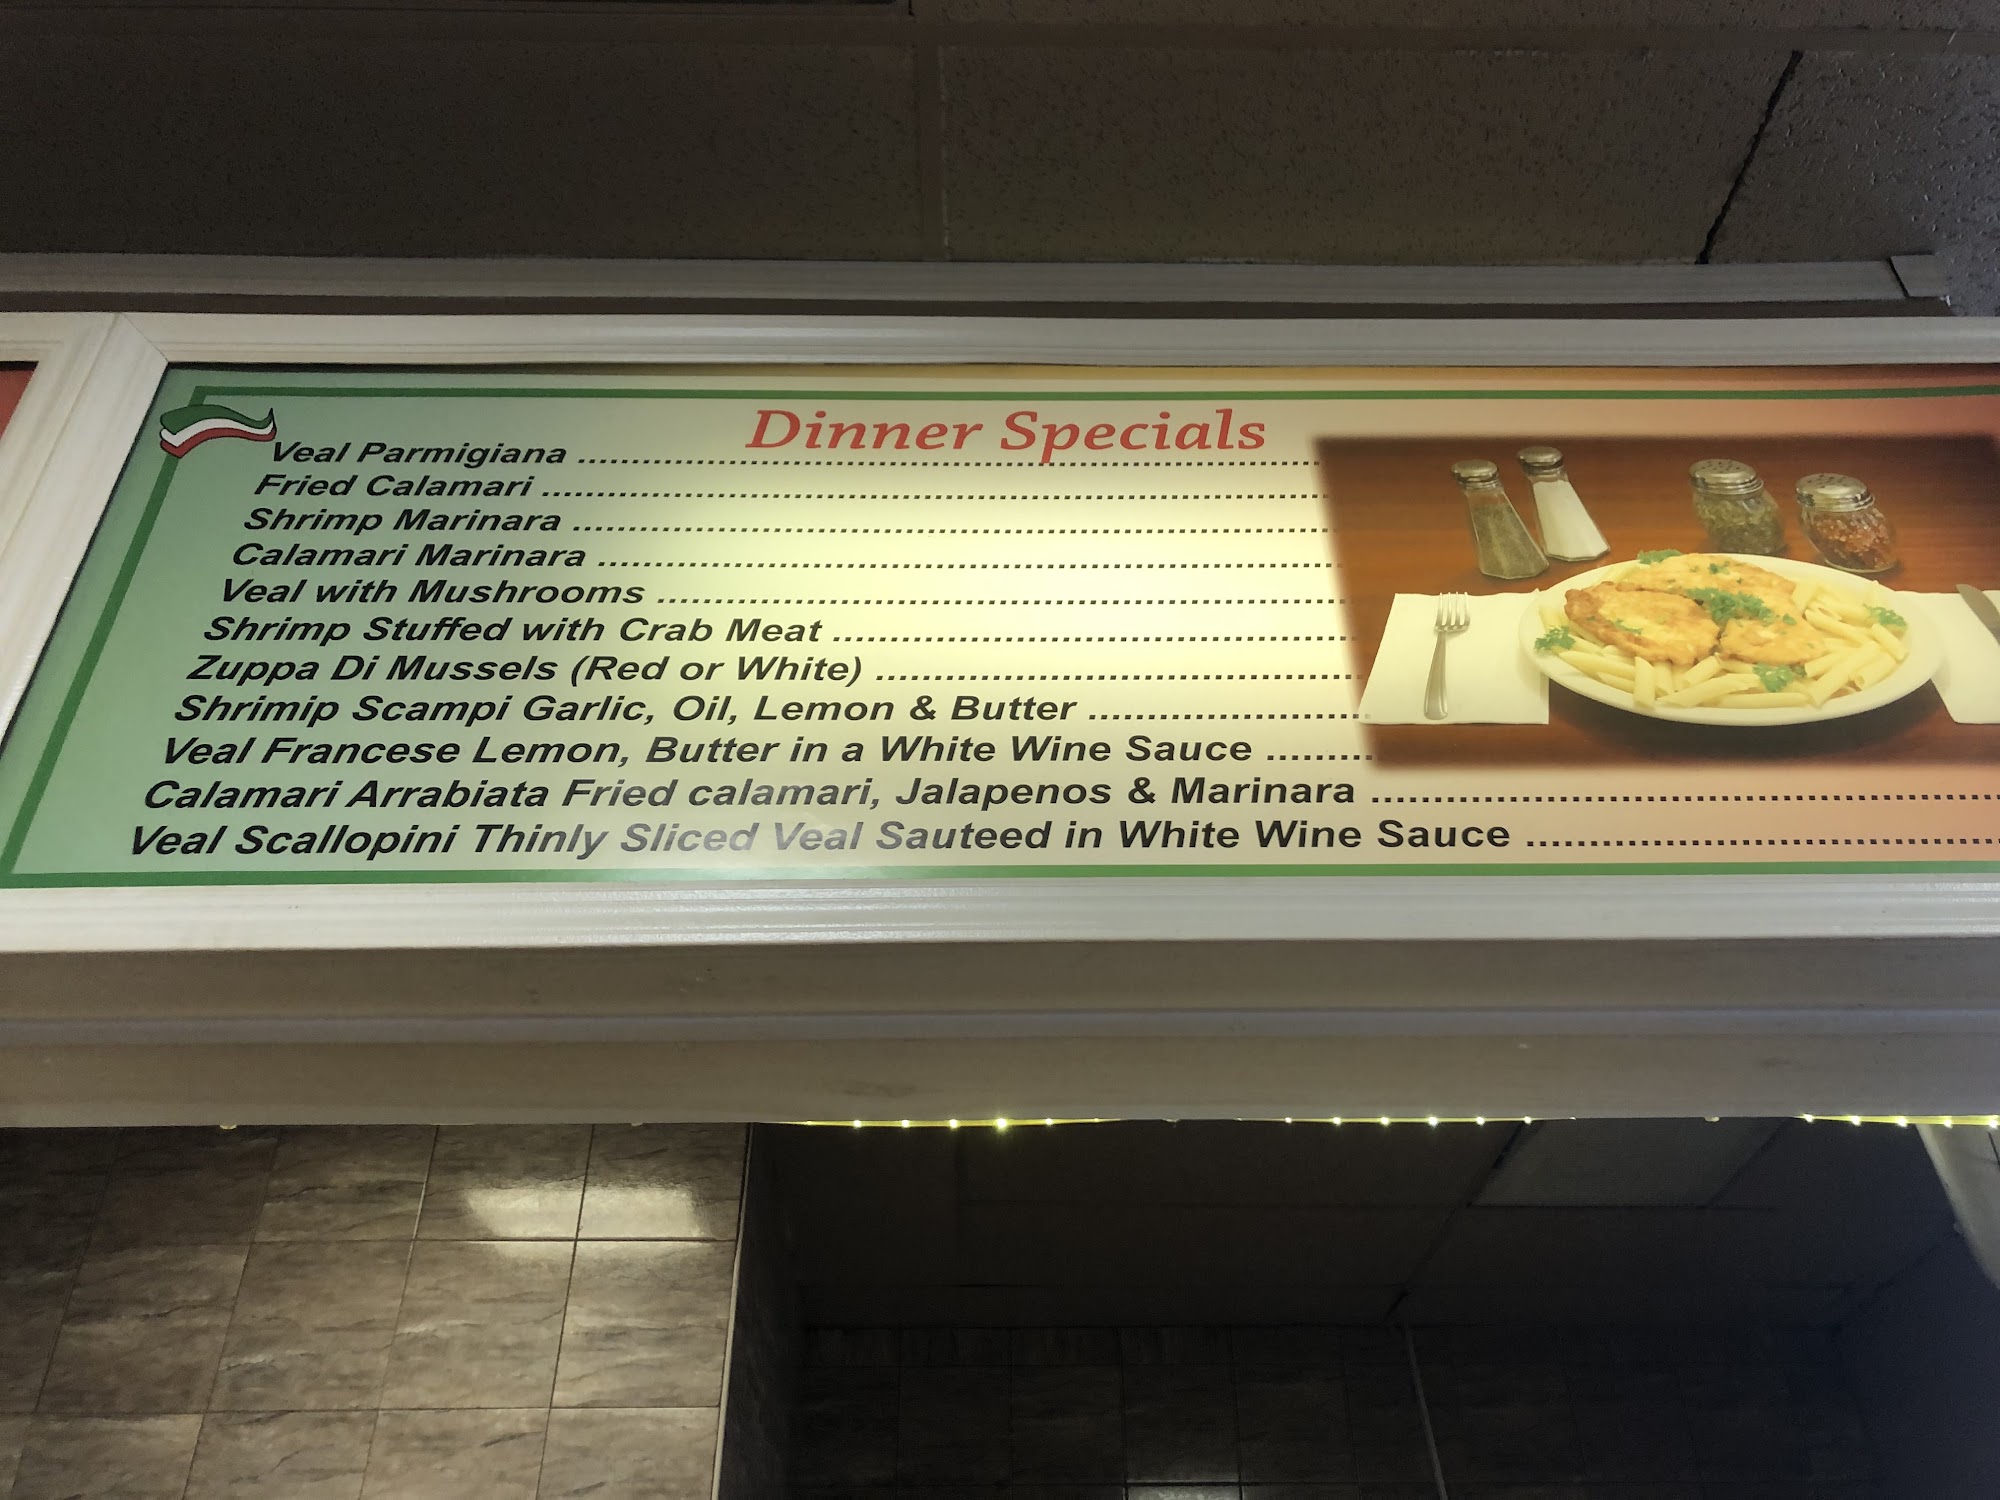 Dinner Specials
Veal Parmigiana ..........
Fried Calamari ..........
Shrimp Marinara ..........
Calamari Marinara ..........
Veal with Mushrooms ..........
Shrimp Stuffed with Crab Meat ..........
Zuppa Di Mussels (Red or White) ..........
Shrimip Scampi Garlic, Oil, Lemon & Butter ..........
Veal Francese Lemon, Butter in a White Wine Sauce ..........
Calamari Arrabiata Fried calamari, Jalapenos & Marinara ..........
Veal Scallopini Thinly Sliced Veal Sauteed in White Wine Sauce ..........